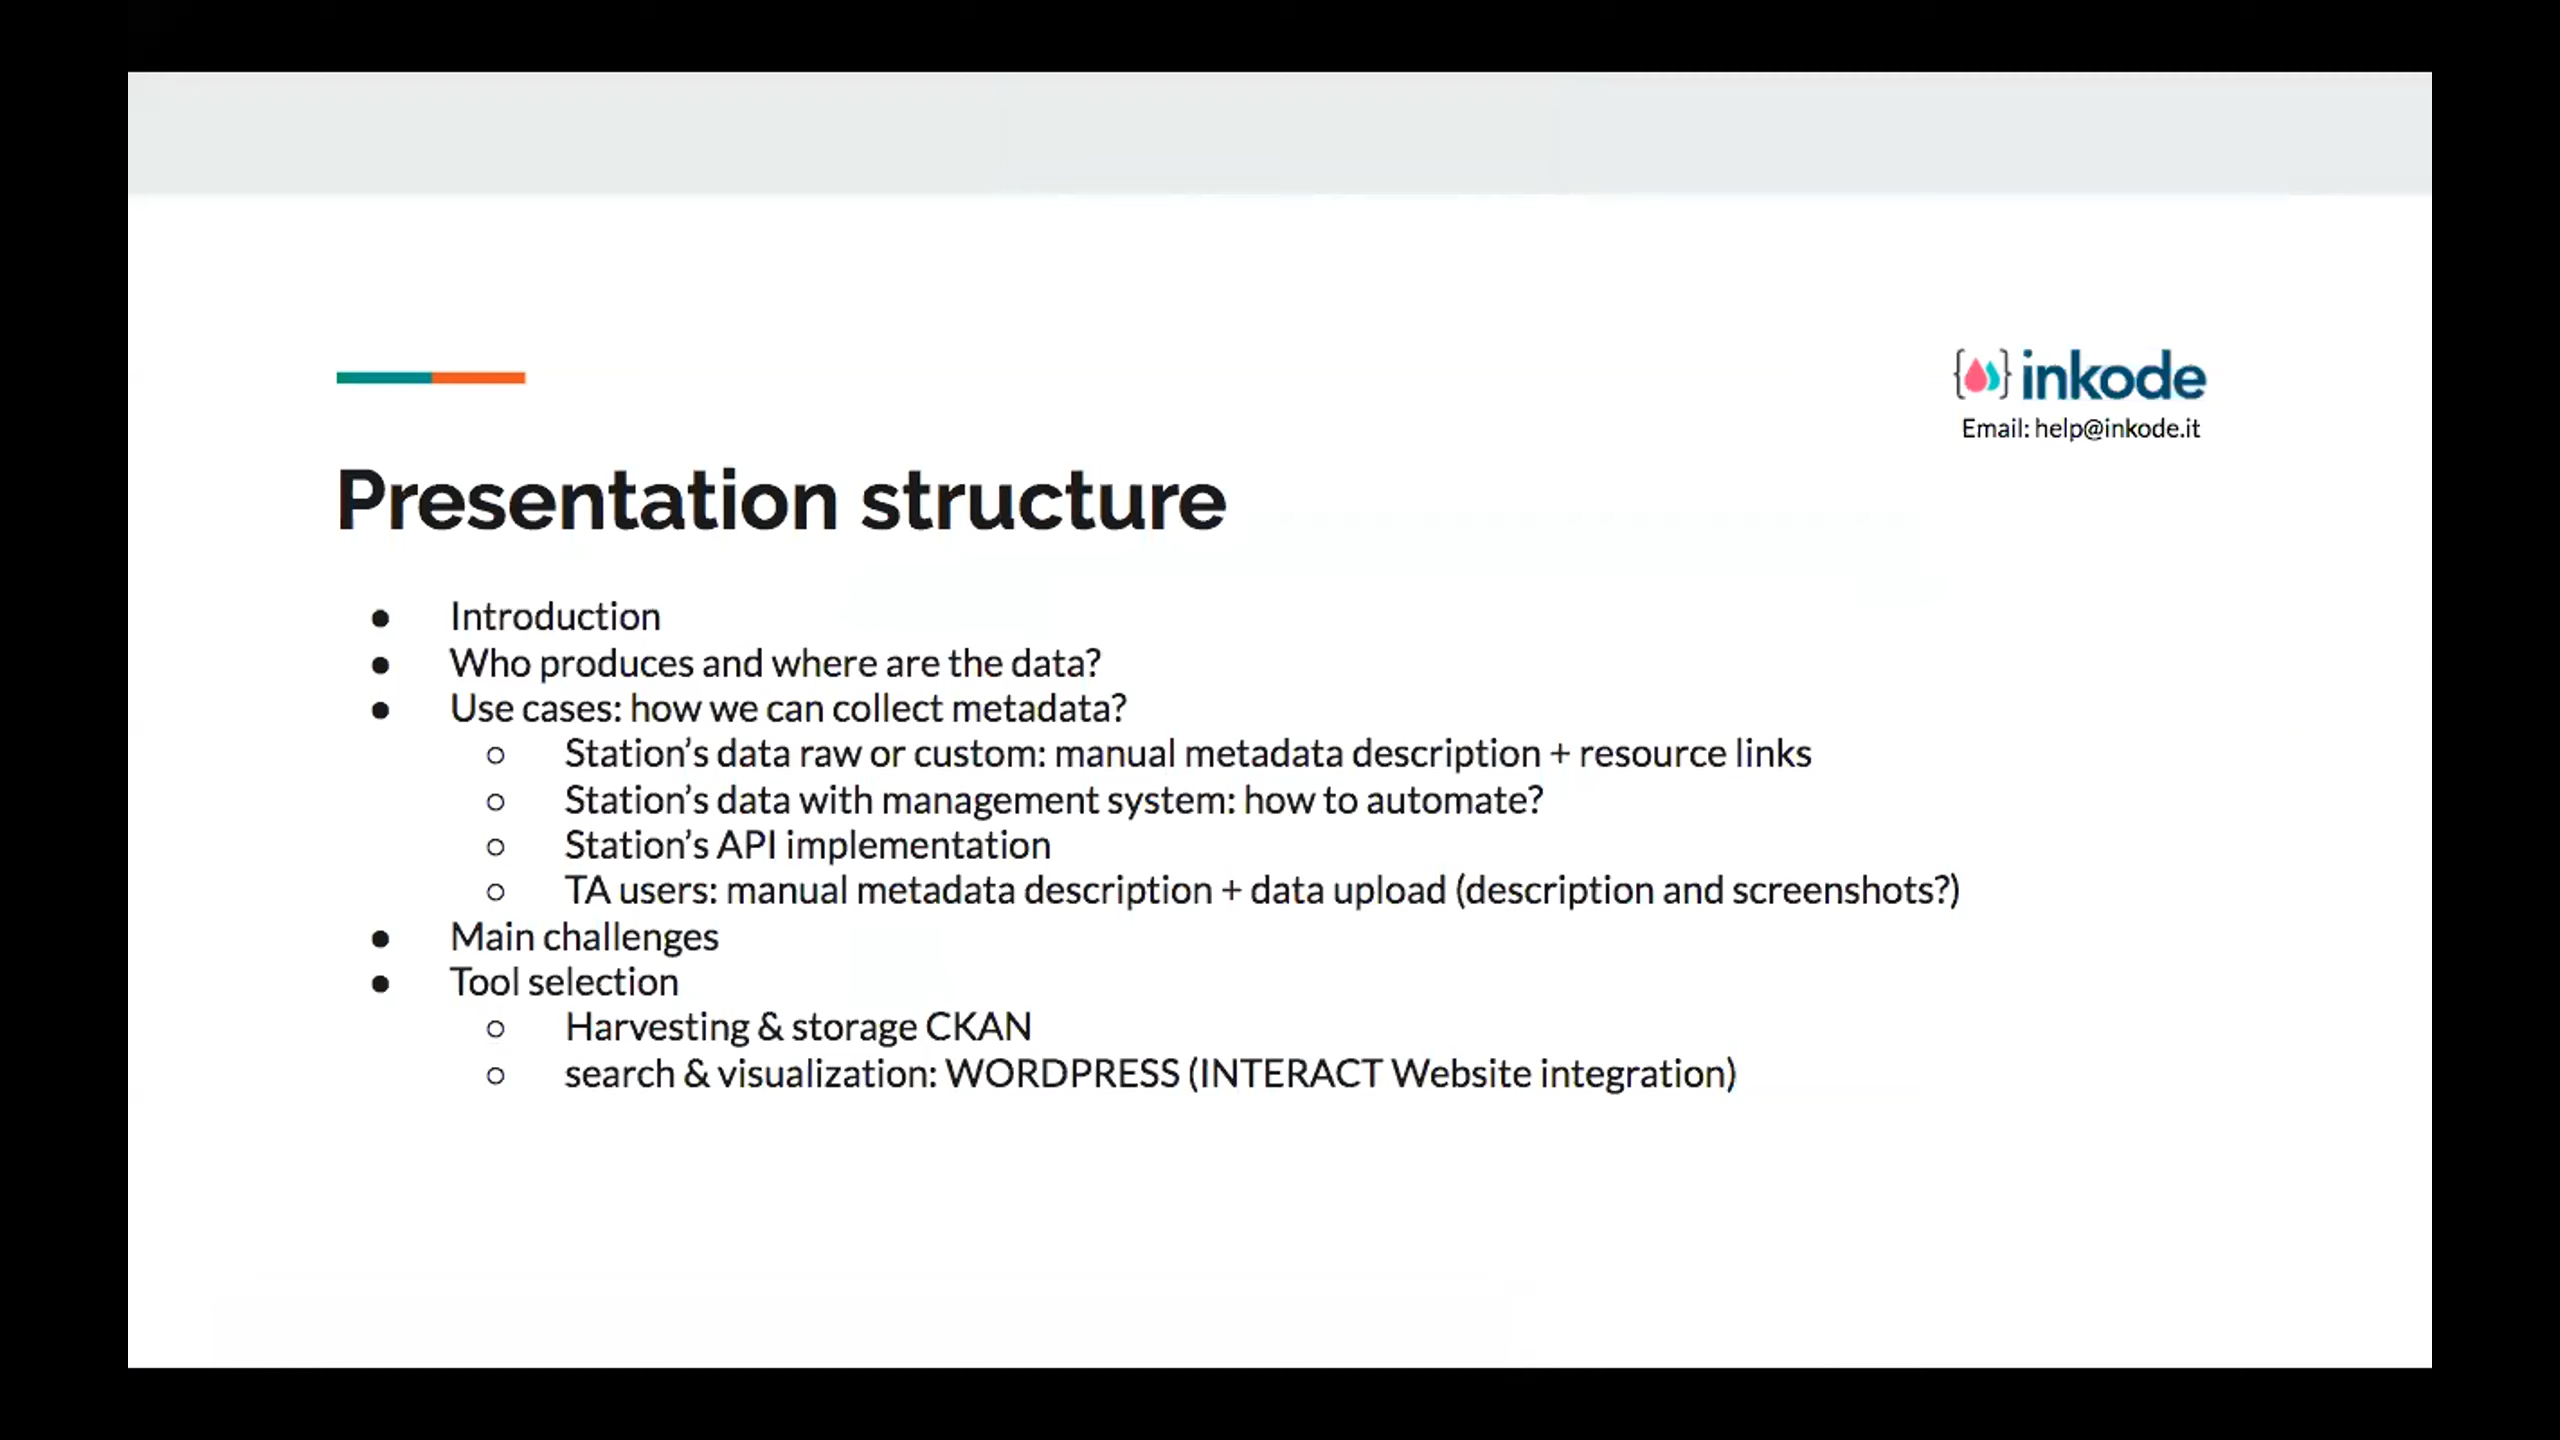 inkode
Email: help@inkode.it
Presentation structure
● Introduction
● Who produces and where are the data?
● Use cases: how we can collect metadata?
○ Station’s data raw or custom: manual metadata description + resource links
○ Station’s data with management system: how to automate?
○ Station’s API implementation
○ TA users: manual metadata description + data upload (description and screenshots?)
● Main challenges
● Tool selection
○ Harvesting & storage CKAN
○ search & visualization: WORDPRESS (INTERACT Website integration)